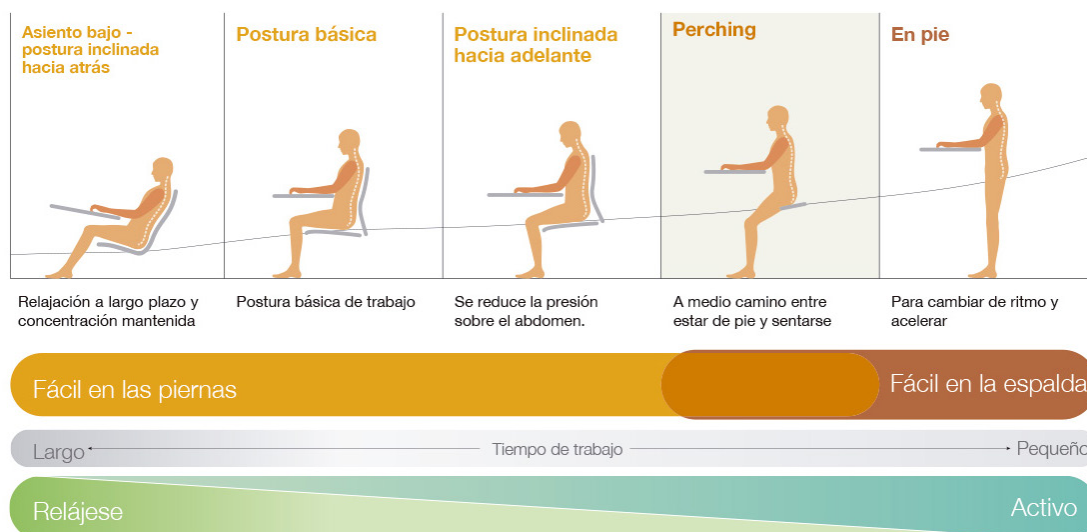 Asiento bajo -
postura inclinada
hacia atrás
Postura básica
Postura inclinada
hacia adelante
Perching
En pie
Relajación a largo plazo y
concentración mantenida
Postura básica de trabajo
Se reduce la presión
sobre el abdomen.
A medio camino entre
estar de pie y sentarse
Para cambiar de ritmo y
acelerar
Fácil en las piernas
Fácil en la espalda
Largo
Tiempo de trabajo
Pequeño
Relájese
Activo